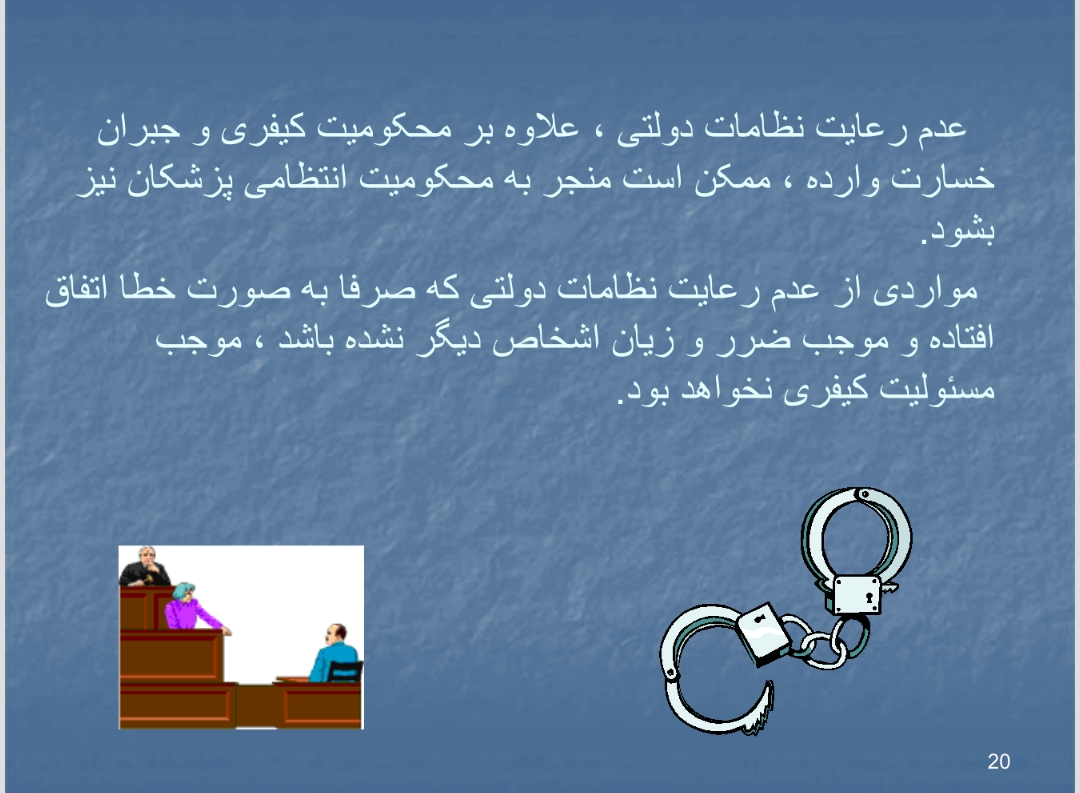 عدم رعایت نظامات دولتی ، علاوه بر محکومیت کیفری و جبران
خسارت وارده ، ممکن است منجر به محکومیت انتظامی پزشکان نیز
بشود.
مواردی از عدم رعایت نظامات دولتی که صرفا به صورت خطا اتفاق
افتاده و موجب ضرر و زیان اشخاص دیگر نشده باشد ، موجب
مسئولیت کیفری نخواهد بود.
20